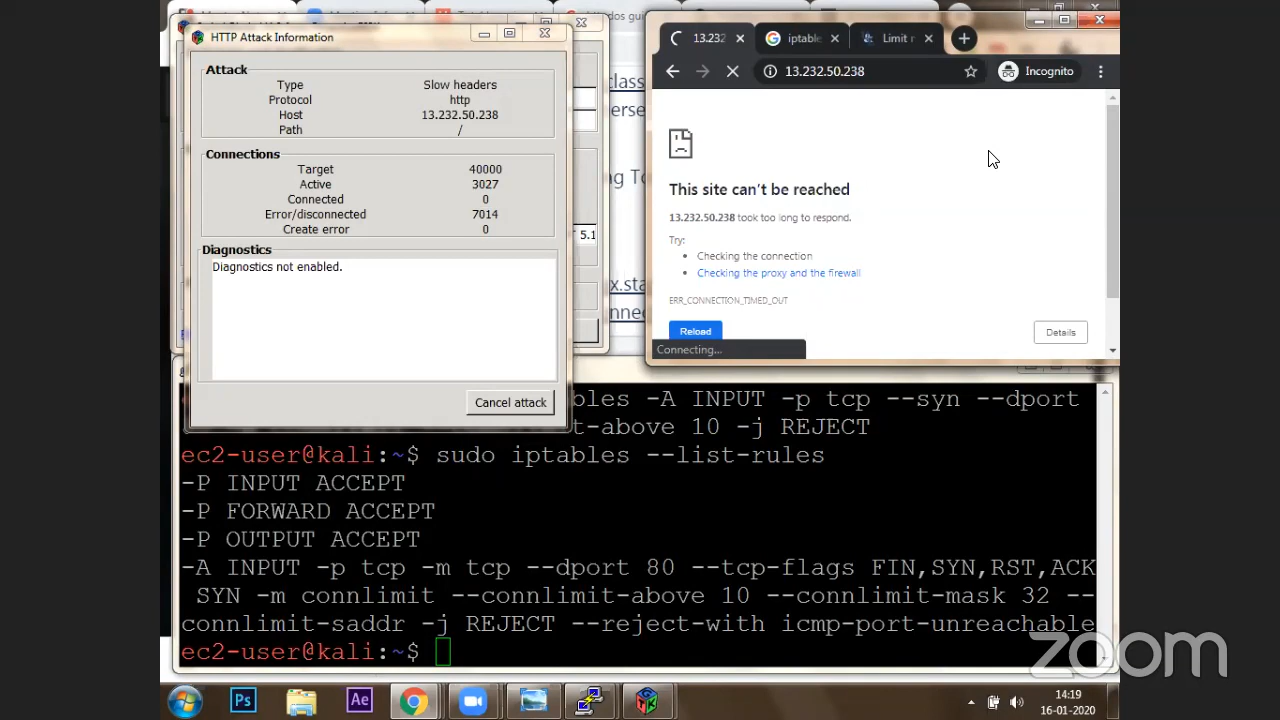 HTTP Attack Information
Attack
Type Slow headers
Protocol http
Host 13.232.50.238
Path /
Connections
Target 40000
Active 3027
Connected 0
Error/disconnected 7014
Create error 0
Diagnostics
Diagnostics not enabled.
Cancel attack
class
5.1
13.232
iptable
Limit r
13.232.50.238
Incognito
This site can't be reached
13.232.50.238 took too long to respond.
Try:
Checking the connection
Checking the proxy and the firewall
ERR_CONNECTION_TIMED_OUT
Reload
Details
Connecting...
bles -A INPUT -p tcp --syn --dport
t-above 10 -j REJECT
ec2-user@kali:~$ sudo iptables --list-rules
-P INPUT ACCEPT
-P FORWARD ACCEPT
-P OUTPUT ACCEPT
-A INPUT -p tcp -m tcp --dport 80 --tcp-flags FIN,SYN,RST,ACK
SYN -m connlimit --connlimit-above 10 --connlimit-mask 32 --
connlimit-saddr -j REJECT --reject-with icmp-port-unreachable
ec2-user@kali:~$
zoom
Ps
Ae
14:19
16-01-2020